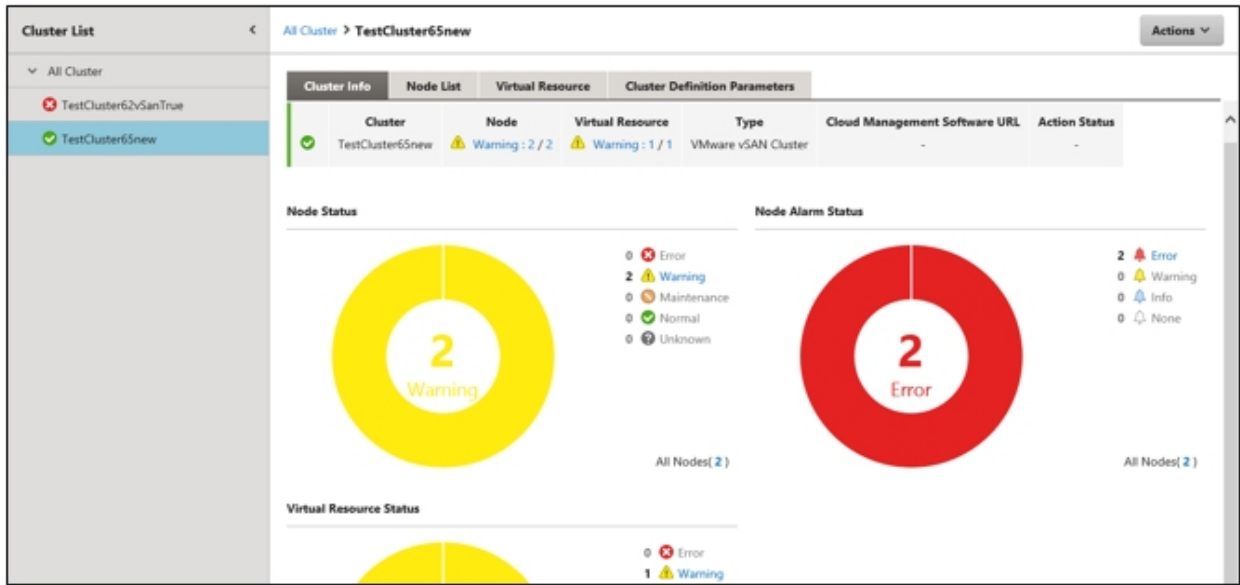 Cluster List
All Cluster > TestCluster65new
Actions
All Cluster
TestCluster62vSanTrue
TestCluster65new
Cluster Info Node List Virtual Resource Cluster Definition Parameters
Cluster Node Virtual Resource Type Cloud Management Software URL Action Status
TestCluster65new Warning : 2 / 2 Warning : 1 / 1 VMware vSAN Cluster - -
Node Status
0 Error
2 Warning
0 Maintenance
0 Normal
0 Unknown
2
Warning
All Nodes( 2 )
Node Alarm Status
2 Error
0 Warning
0 Info
0 None
2
Error
All Nodes( 2 )
Virtual Resource Status
0 Error
1 Warning